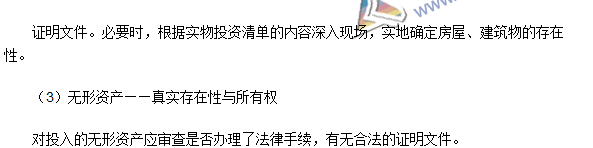 证明文件。必要时，根据实物投资清单的内容深入现场，实地确定房屋、建筑物的存在
性。
（3）无形资产——真实存在性与所有权
对投入的无形资产应审查是否办理了法律手续，有无合法的证明文件。